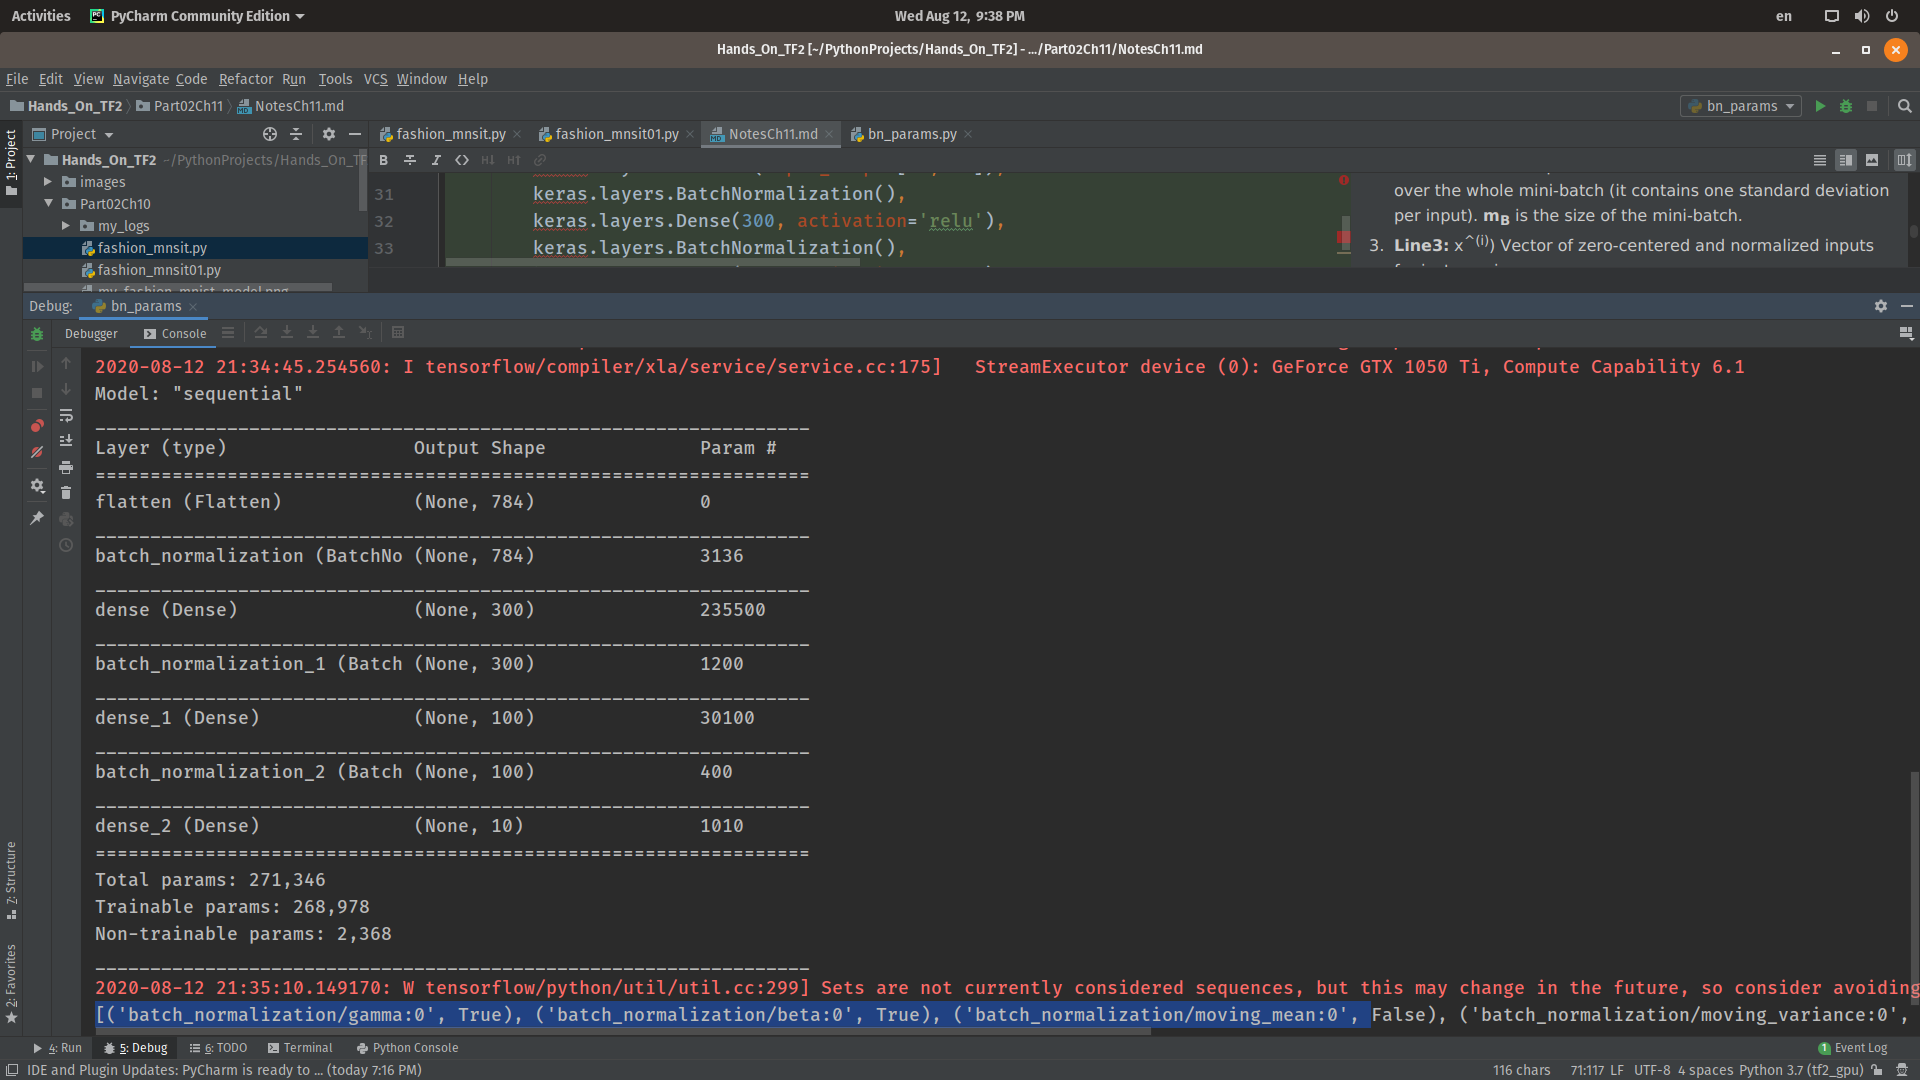 Activities PyCharm Community Edition Wed Aug 12, 9:38 PM en
Hands_On_TF2 [~/PythonProjects/Hands_On_TF2] - .../Part02Ch11/NotesCh11.md
File Edit View Navigate Code Refactor Run Tools VCS Window Help
Hands_On_TF2 Part02Ch11 NotesCh11.md bn_params
1: Project
Project
fashion_mnsit.py fashion_mnsit01.py NotesCh11.md bn_params.py
Hands_On_TF2 ~/PythonProjects/Hands_On_TF
images
Part02Ch10
my_logs
fashion_mnsit.py
fashion_mnsit01.py
my_fashion_mnist_model.png
31 keras.layers.BatchNormalization(),
32 keras.layers.Dense(300, activation='relu'),
33 keras.layers.BatchNormalization(),
over the whole mini-batch (it contains one standard deviation
per input). mB is the size of the mini-batch.
3. Line3: x^(i)) Vector of zero-centered and normalized inputs
Debug: bn_params
Debugger Console
2020-08-12 21:34:45.254560: I tensorflow/compiler/xla/service/service.cc:175] StreamExecutor device (0): GeForce GTX 1050 Ti, Compute Capability 6.1
Model: "sequential"
_________________________________________________________________
Layer (type) Output Shape Param #
=================================================================
flatten (Flatten) (None, 784) 0
_________________________________________________________________
batch_normalization (BatchNo (None, 784) 3136
_________________________________________________________________
dense (Dense) (None, 300) 235500
_________________________________________________________________
batch_normalization_1 (Batch (None, 300) 1200
_________________________________________________________________
dense_1 (Dense) (None, 100) 30100
_________________________________________________________________
batch_normalization_2 (Batch (None, 100) 400
_________________________________________________________________
dense_2 (Dense) (None, 10) 1010
=================================================================
Total params: 271,346
Trainable params: 268,978
Non-trainable params: 2,368
_________________________________________________________________
2020-08-12 21:35:10.149170: W tensorflow/python/util/util.cc:299] Sets are not currently considered sequences, but this may change in the future, so consider avoiding
[('batch_normalization/gamma:0', True), ('batch_normalization/beta:0', True), ('batch_normalization/moving_mean:0', False), ('batch_normalization/moving_variance:0',
Z: Structure
2: Favorites
4: Run 5: Debug 6: TODO Terminal Python Console 1 Event Log
IDE and Plugin Updates: PyCharm is ready to ... (today 7:16 PM) 116 chars 71:117 LF UTF-8 4 spaces Python 3.7 (tf2_gpu)